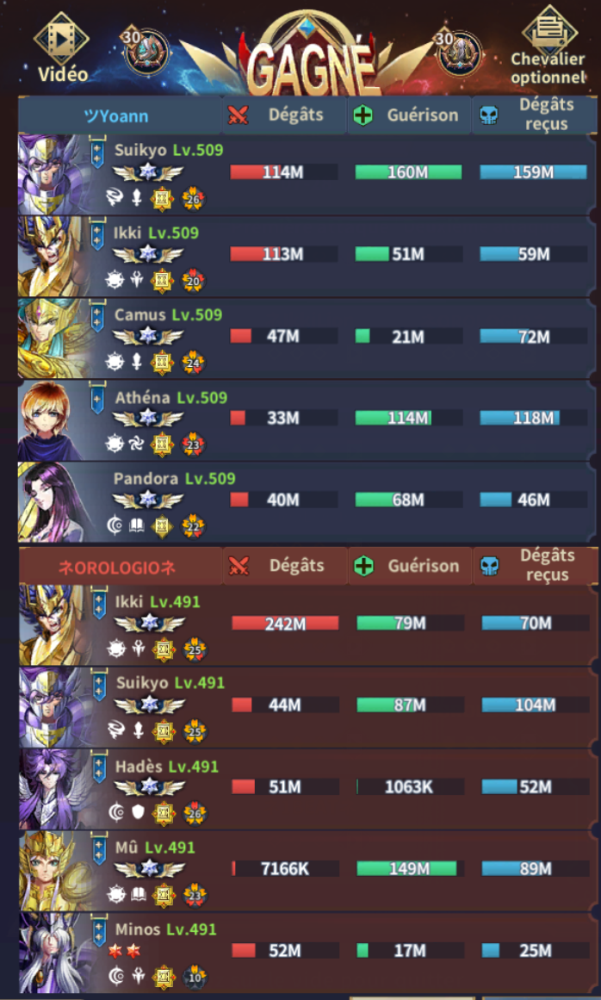 30
30
GAGNÉ
Vidéo
Chevalier
optionnel
ツYoann
Dégâts
Guérison
Dégâts
reçus
Suikyo Lv.509
114M
160M
159M
26
Ikki Lv.509
113M
51M
59M
20
Camus Lv.509
47M
21M
72M
24
Athéna Lv.509
33M
114M
118M
23
Pandora Lv.509
40M
68M
46M
22
ネOROLOGIOネ
Dégâts
Guérison
Dégâts
reçus
Ikki Lv.491
242M
79M
70M
25
Suikyo Lv.491
44M
87M
104M
25
Hadès Lv.491
51M
1063K
52M
26
Mû Lv.491
7166K
149M
89M
23
Minos Lv.491
52M
17M
25M
10